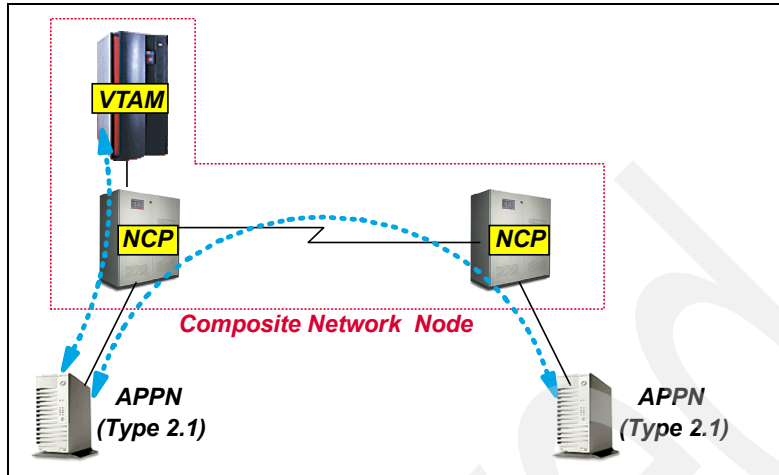 VTAM
NCP
NCP
Composite Network Node
APPN
(Type 2.1)
APPN
(Type 2.1)